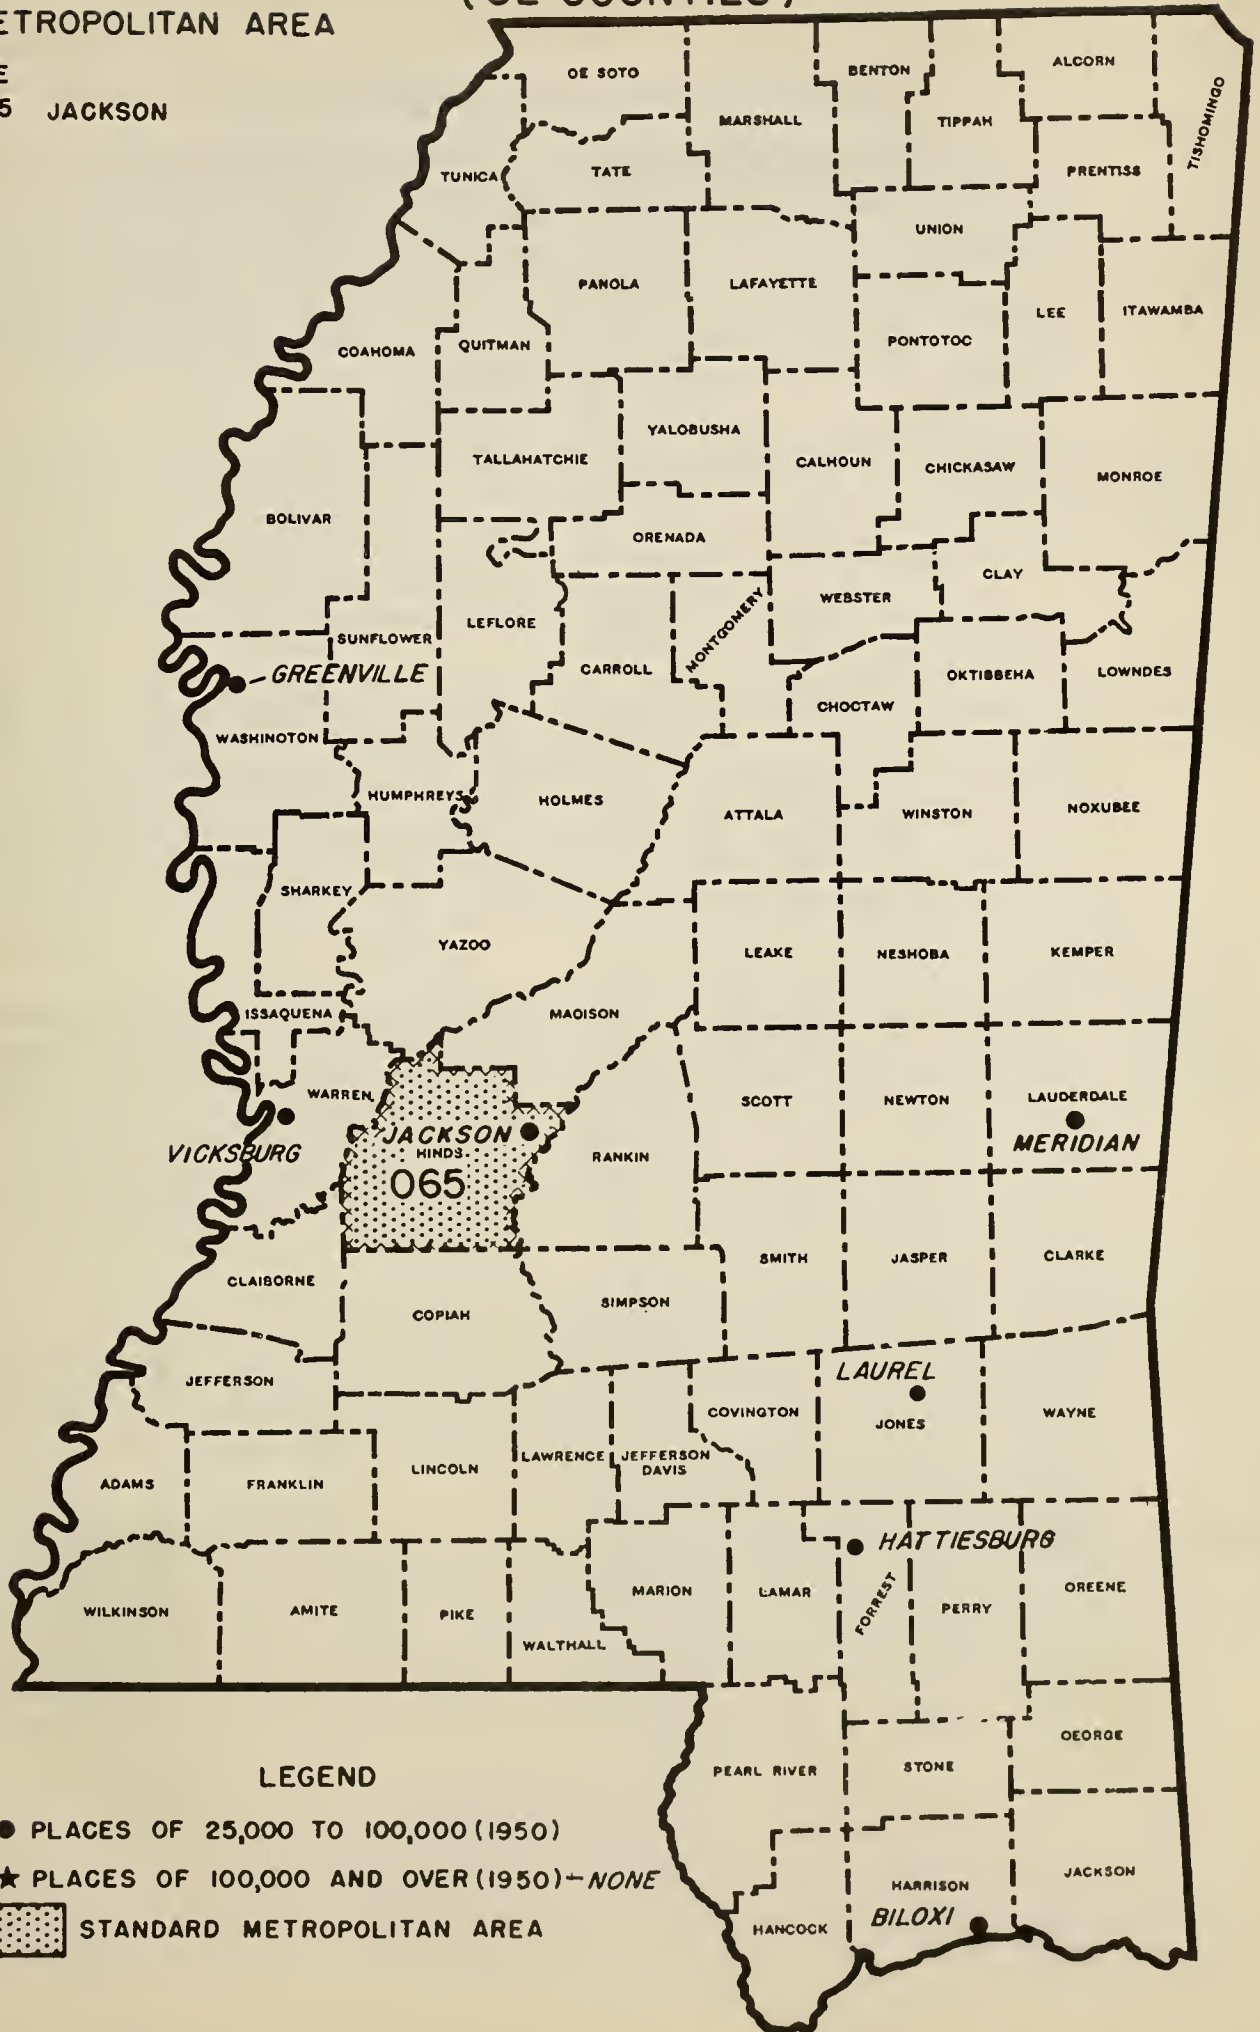 (82 COUNTIES)
ETROPOLITAN AREA
E
5 JACKSON
DE SOTO
BENTON
ALCORN
MARSHALL
TIPPAH
TISHOMINGO
TUNICA
TATE
PRENTISS
UNION
PANOLA
LAFAYETTE
LEE
ITAWAMBA
COAHOMA
QUITMAN
PONTOTOC
YALOBUSHA
TALLAHATCHIE
CALHOUN
CHICKASAW
MONROE
BOLIVAR
GRENADA
CLAY
WEBSTER
SUNFLOWER
LEFLORE
MONTGOMERY
CARROLL
GREENVILLE
OKTIBBEHA
LOWNDES
CHOCTAW
WASHINGTON
HUMPHREYS
HOLMES
ATTALA
WINSTON
NOXUBEE
SHARKEY
YAZOO
LEAKE
NESHOBA
KEMPER
ISSAQUENA
MADISON
WARREN
SCOTT
NEWTON
LAUDERDALE
JACKSON
MERIDIAN
VICKSBURG
HINDS
RANKIN
065
SMITH
JASPER
CLARKE
CLAIBORNE
COPIAH
SIMPSON
JEFFERSON
LAUREL
COVINGTON
JONES
WAYNE
ADAMS
FRANKLIN
LINCOLN
LAWRENCE
JEFFERSON
DAVIS
HATTIESBURG
WILKINSON
AMITE
PIKE
WALTHALL
MARION
LAMAR
FORREST
PERRY
GREENE
GEORGE
PEARL RIVER
STONE
HARRISON
JACKSON
BILOXI
HANCOCK
LEGEND
PLACES OF 25,000 TO 100,000 (1950)
PLACES OF 100,000 AND OVER (1950) - NONE
STANDARD METROPOLITAN AREA